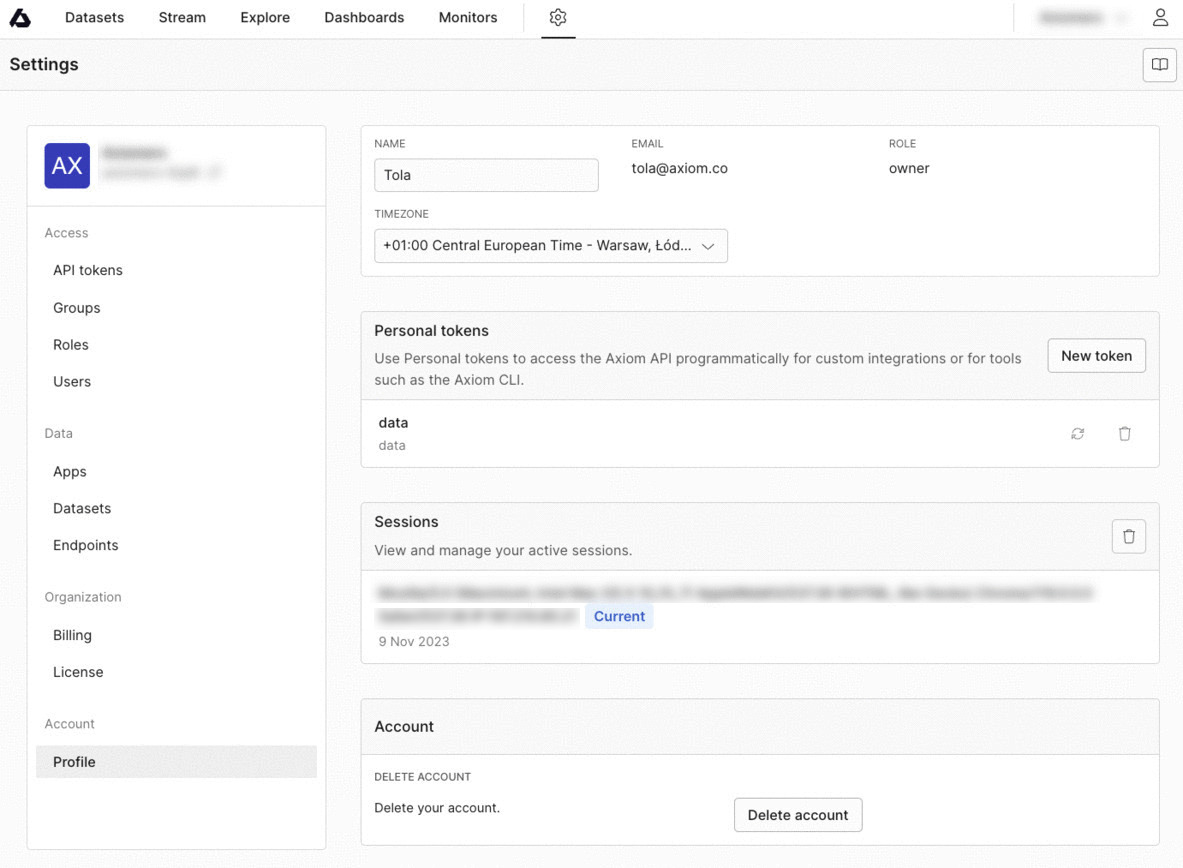 Datasets Stream Explore Dashboards Monitors
Settings
AX
Access
API tokens
Groups
Roles
Users
Data
Apps
Datasets
Endpoints
Organization
Billing
License
Account
Profile
NAME EMAIL ROLE
Tola tola@axiom.co owner
TIMEZONE
+01:00 Central European Time - Warsaw, Łód...
Personal tokens
Use Personal tokens to access the Axiom API programmatically for custom integrations or for tools
such as the Axiom CLI.
New token
data
data
Sessions
View and manage your active sessions.
Current
9 Nov 2023
Account
DELETE ACCOUNT
Delete your account.
Delete account